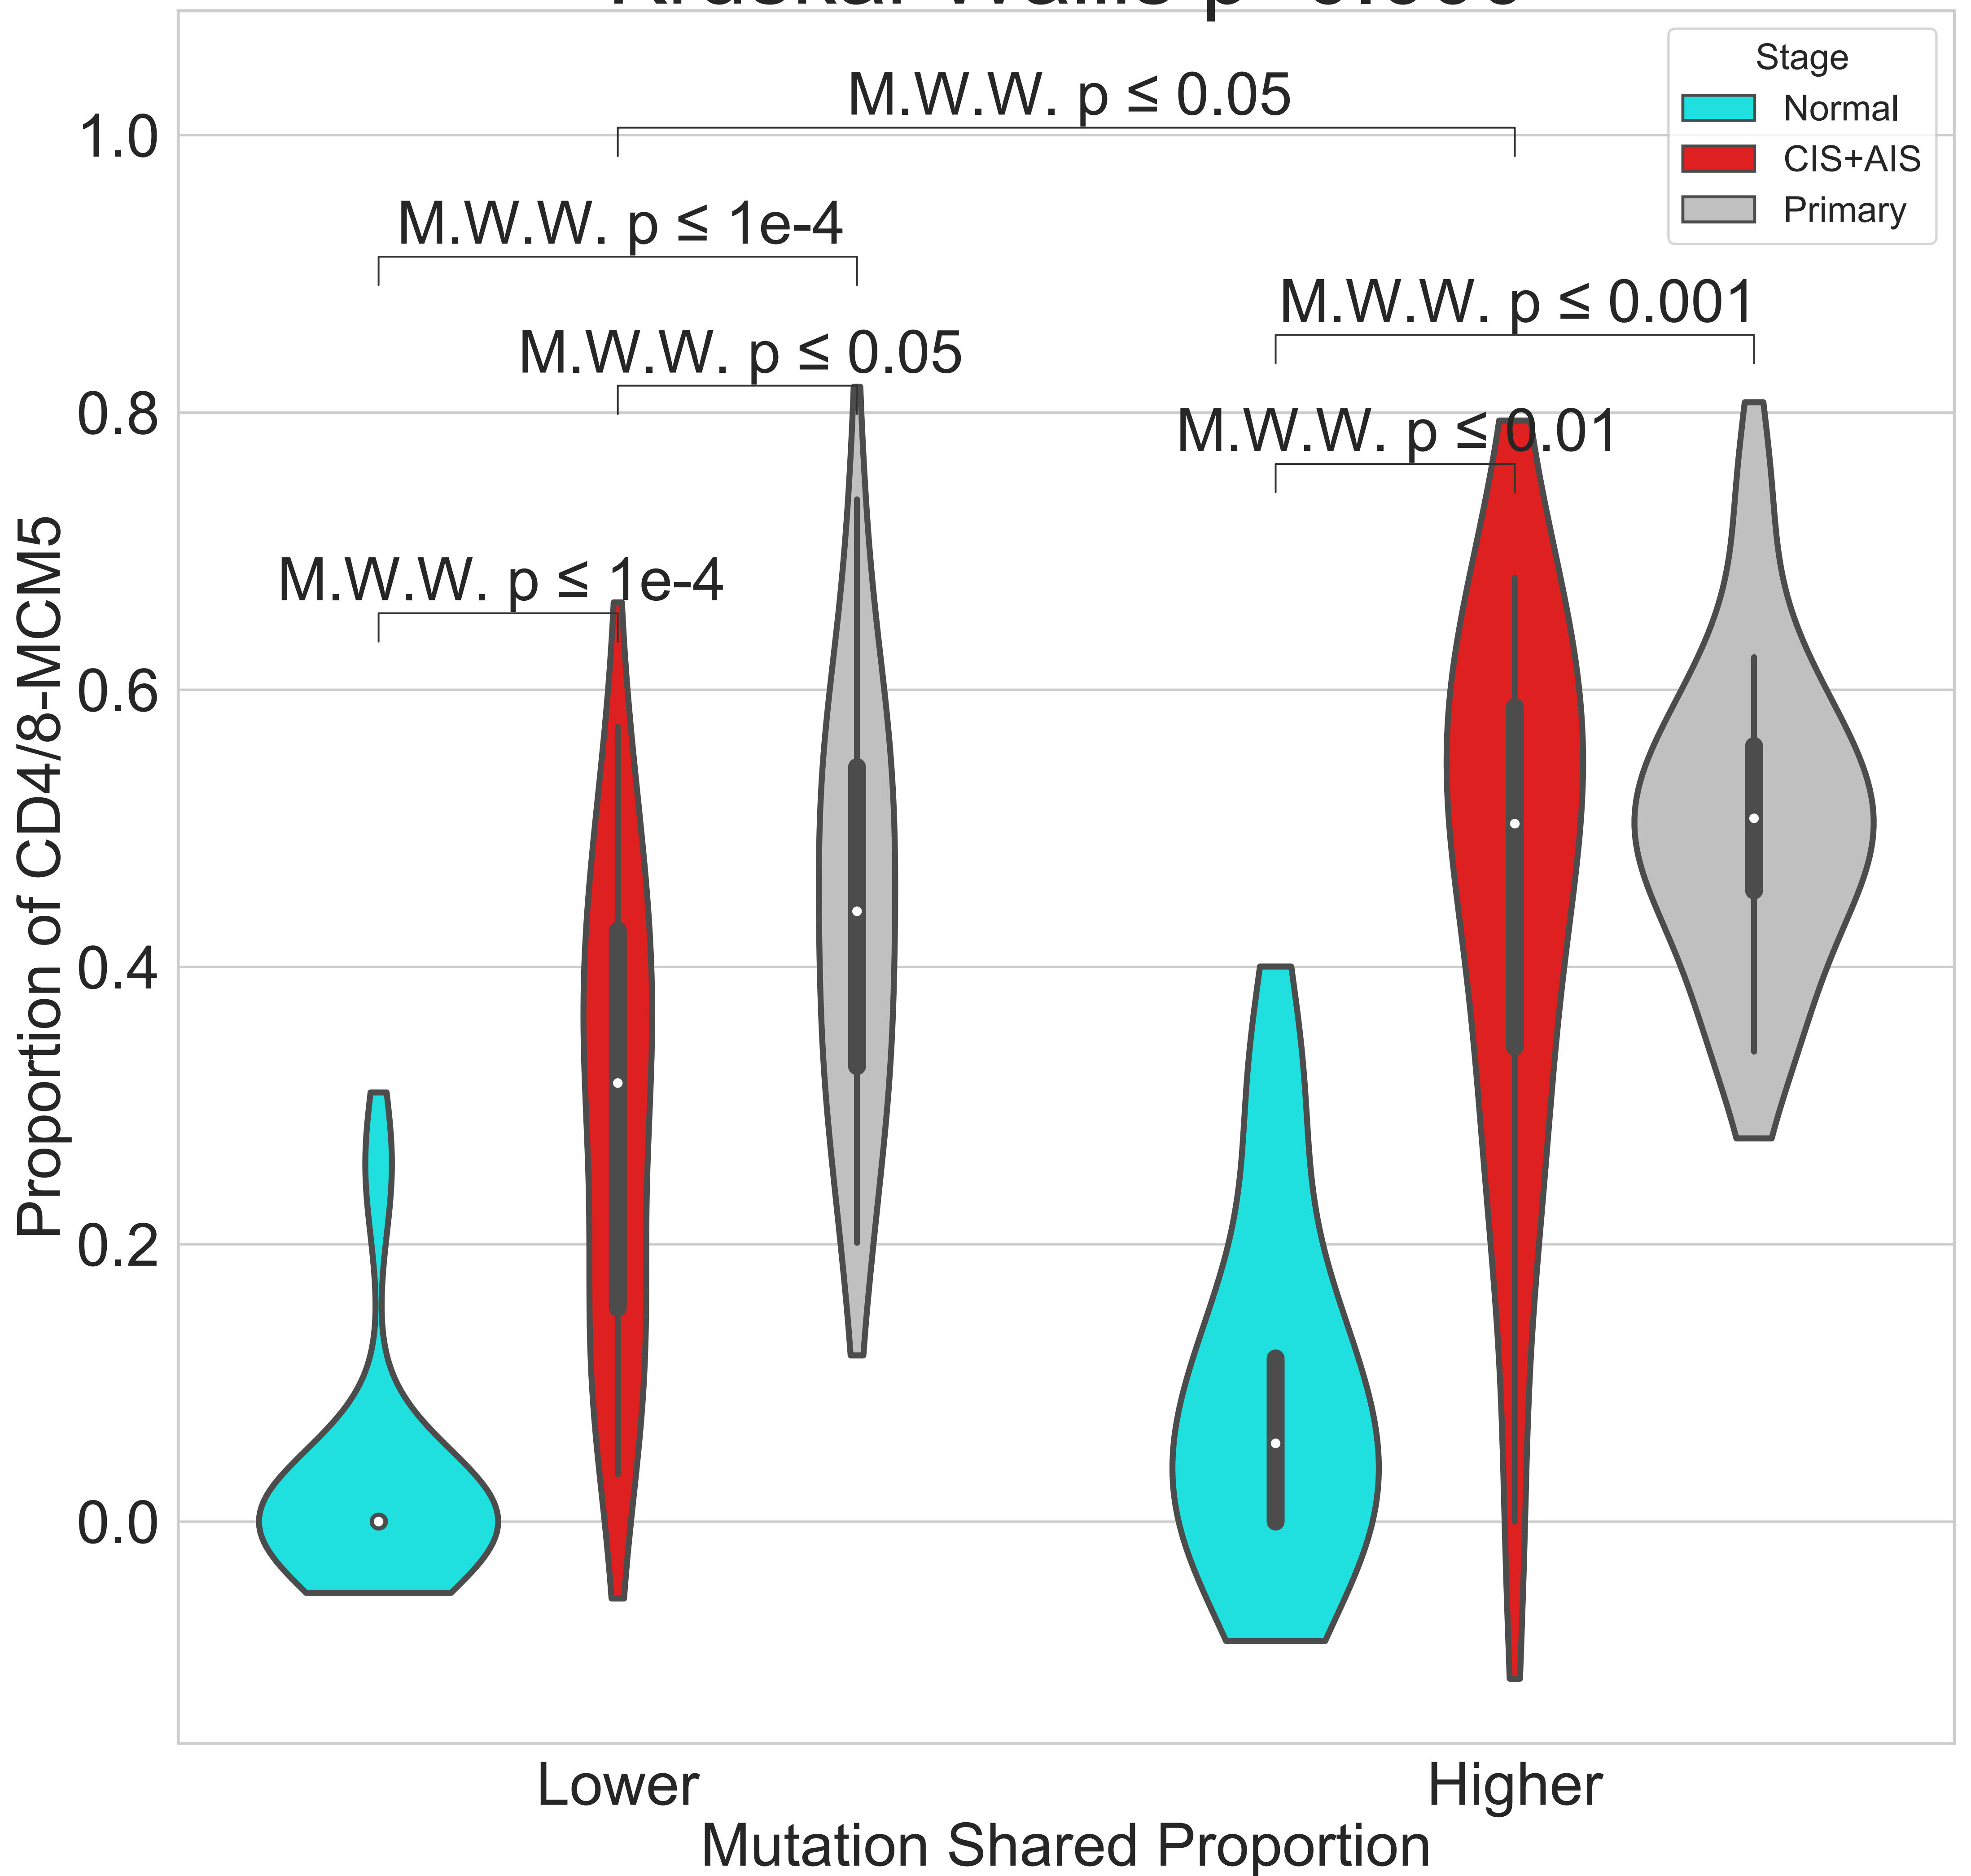 Stage
Normal
CIS+AIS
Primary
M.W.W. p ≤ 0.05
M.W.W. p ≤ 1e-4
M.W.W. p ≤ 0.001
M.W.W. p ≤ 0.05
M.W.W. p ≤ 0.01
M.W.W. p ≤ 1e-4
1.0
0.8
0.6
0.4
0.2
0.0
Proportion of CD4/8-MCM5
Lower
Higher
Mutation Shared Proportion